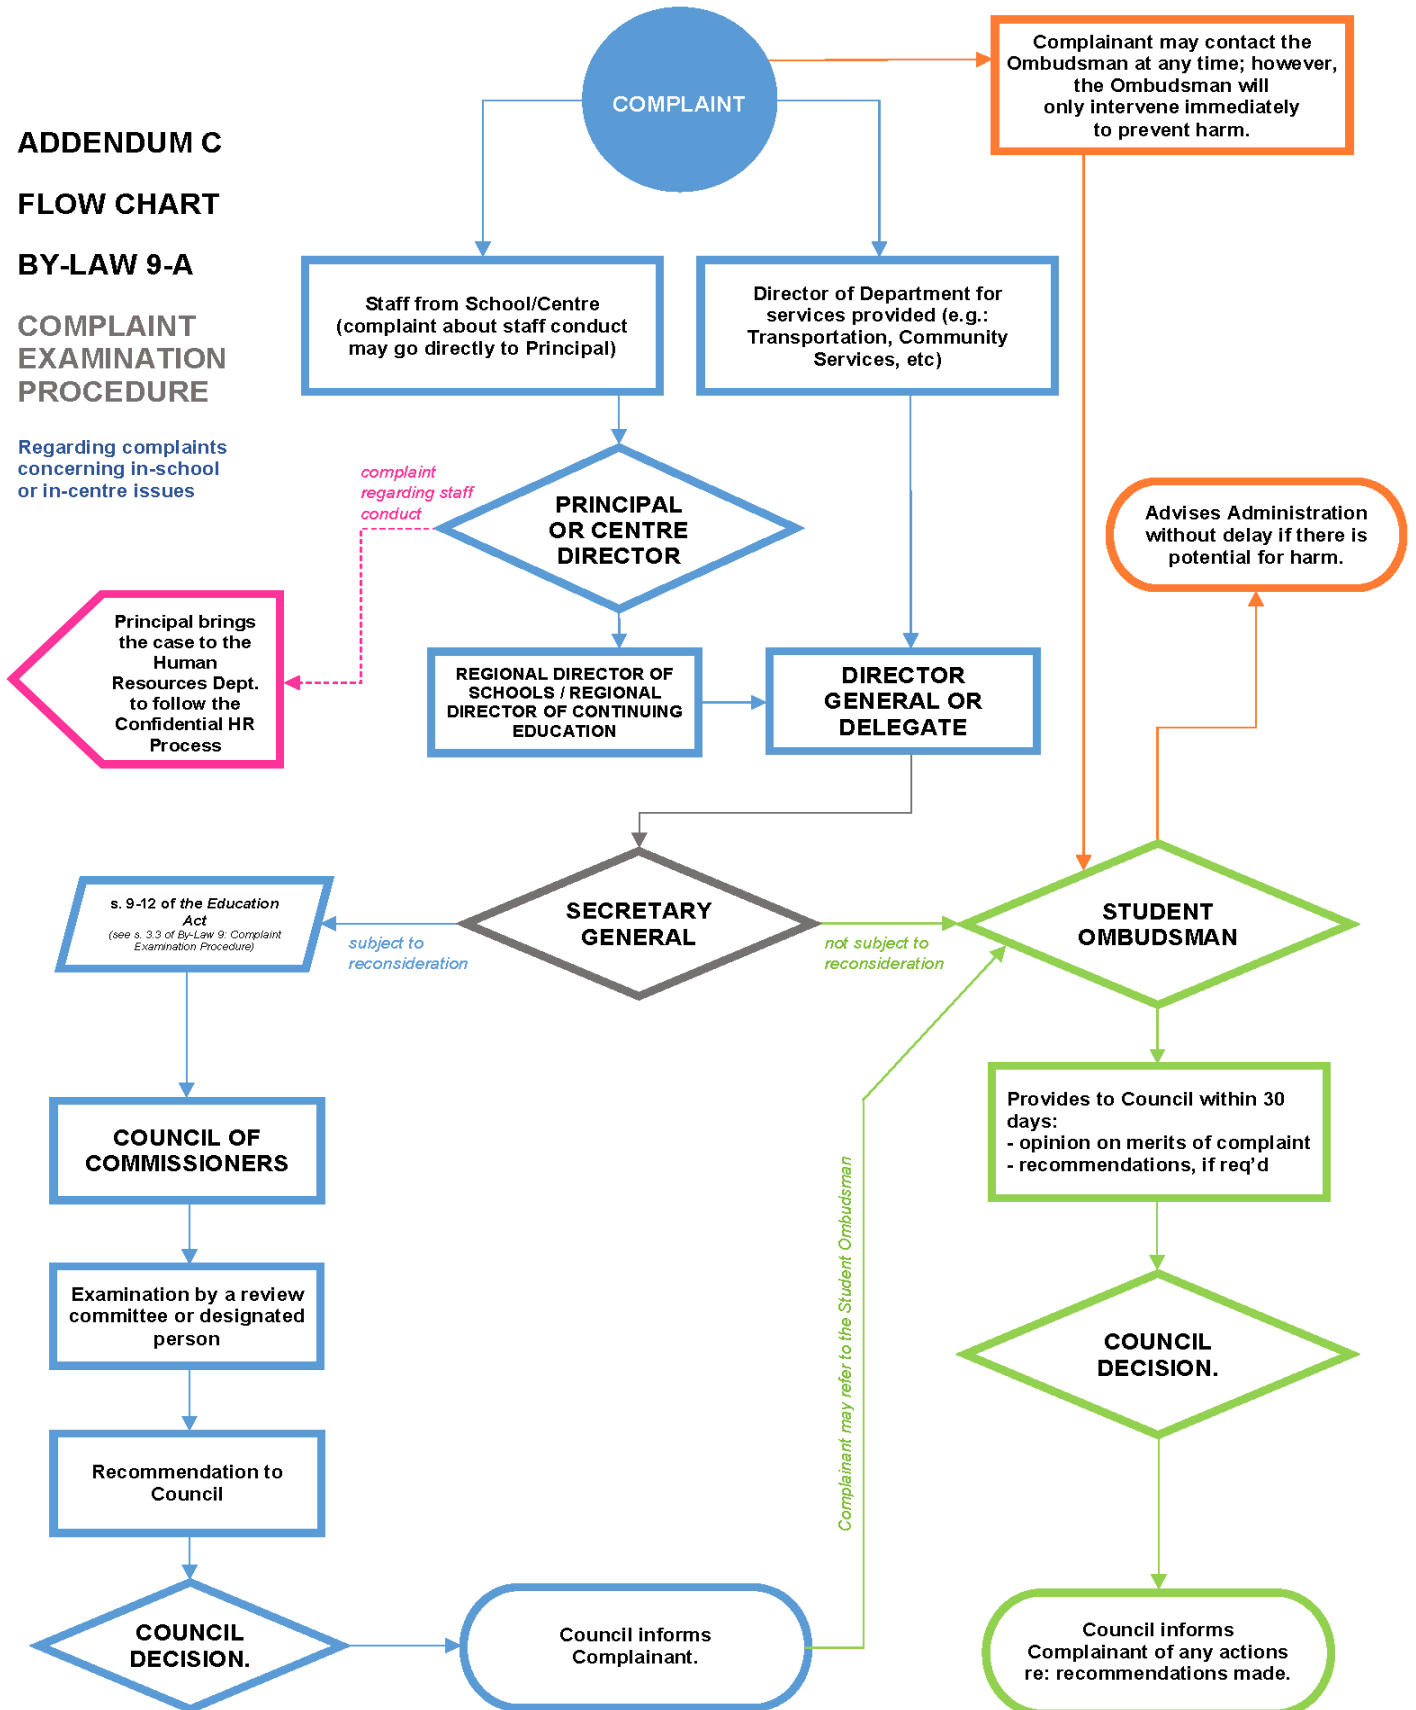 ADDENDUM C
FLOW CHART
BY-LAW 9-A
COMPLAINT
EXAMINATION
PROCEDURE
Regarding complaints
concerning in-school
or in-centre issues
COMPLAINT
Complainant may contact the
Ombudsman at any time; however,
the Ombudsman will
only intervene immediately
to prevent harm.
Staff from School/Centre
(complaint about staff conduct
may go directly to Principal)
Director of Department for
services provided (e.g.:
Transportation, Community
Services, etc)
complaint
regarding staff
conduct
PRINCIPAL
OR CENTRE
DIRECTOR
Advises Administration
without delay if there is
potential for harm.
Principal brings
the case to the
Human
Resources Dept.
to follow the
Confidential HR
Process
REGIONAL DIRECTOR OF
SCHOOLS / REGIONAL
DIRECTOR OF CONTINUING
EDUCATION
DIRECTOR
GENERAL OR
DELEGATE
s. 9-12 of the Education
Act
(see s. 3.3 of By-Law 9: Complaint
Examination Procedure)
subject to
reconsideration
SECRETARY
GENERAL
not subject to
reconsideration
STUDENT
OMBUDSMAN
COUNCIL OF
COMMISSIONERS
Provides to Council within 30
days:
- opinion on merits of complaint
- recommendations, if req'd
Examination by a review
committee or designated
person
Complainant may refer to the Student Ombudsman
COUNCIL
DECISION.
Recommendation to
Council
COUNCIL
DECISION.
Council informs
Complainant.
Council informs
Complainant of any actions
re: recommendations made.